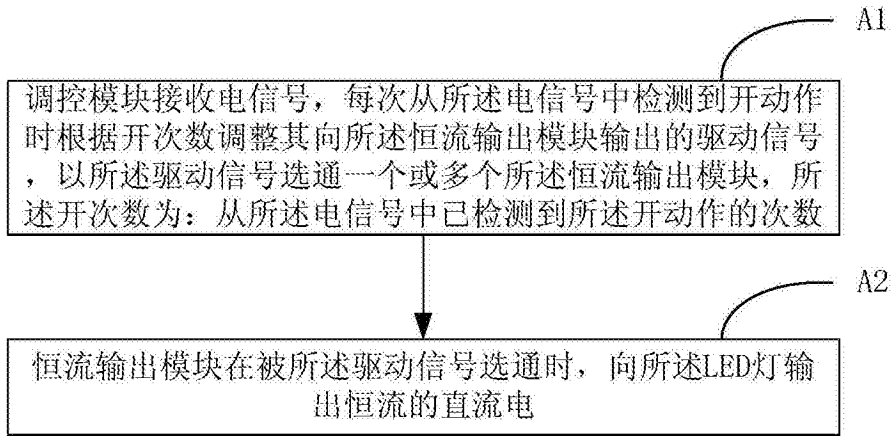 A1
调控模块接收电信号，每次从所述电信号中检测到开动作
时根据开次数调整其向所述恒流输出模块输出的驱动信号
，以所述驱动信号选通一个或多个所述恒流输出模块，所
述开次数为：从所述电信号中已检测到所述开动作的次数
A2
恒流输出模块在被所述驱动信号选通时，向所述LED灯输
出恒流的直流电